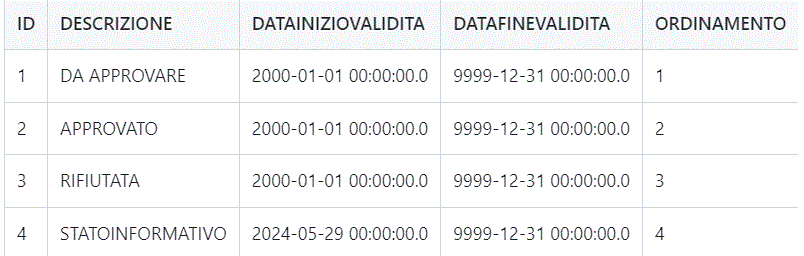 ID DESCRIZIONE DATAINIZIOVALIDITA DATAFINEVALIDITA ORDINAMENTO
1 DA APPROVARE 2000-01-01 00:00:00.0 9999-12-31 00:00:00.0 1
2 APPROVATO 2000-01-01 00:00:00.0 9999-12-31 00:00:00.0 2
3 RIFIUTATA 2000-01-01 00:00:00.0 9999-12-31 00:00:00.0 3
4 STATOINFORMATIVO 2024-05-29 00:00:00.0 9999-12-31 00:00:00.0 4